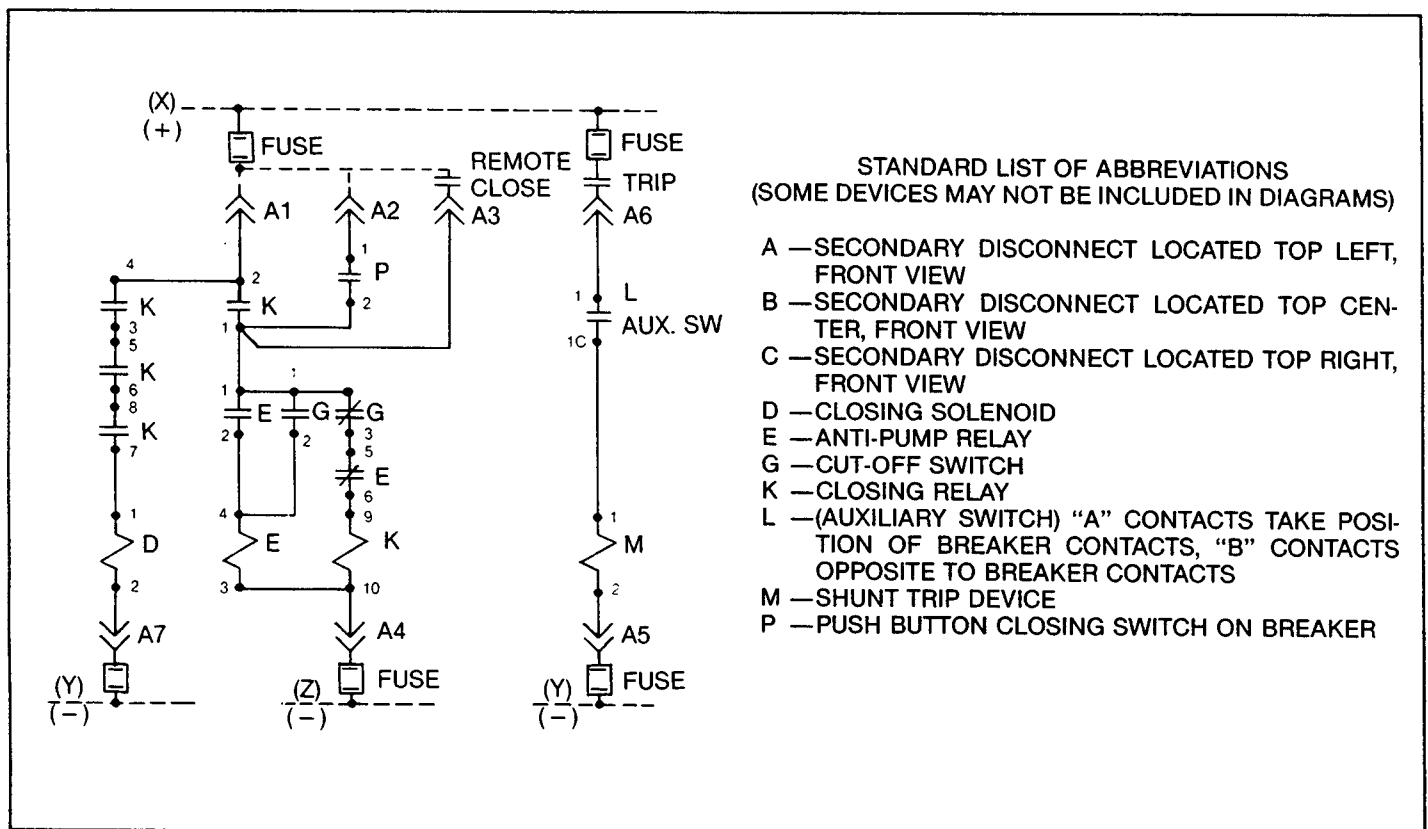 (X)
(+)
FUSE
REMOTE
CLOSE
FUSE
TRIP
A1
A2
A3
A6
4
2
1
P
2
K
K
1
3
5
K
6
8
K
7
1
L
AUX. SW
1C
1
1
E
G
G
2
2
3
5
E
6
4
9
1
D
E
K
1
M
2
3
10
2
A7
A4
A5
(Y)
(-)
(Z)
(-)
FUSE
(Y)
(-)
FUSE
STANDARD LIST OF ABBREVIATIONS
(SOME DEVICES MAY NOT BE INCLUDED IN DIAGRAMS)
A —SECONDARY DISCONNECT LOCATED TOP LEFT,
FRONT VIEW
B —SECONDARY DISCONNECT LOCATED TOP CEN-
TER, FRONT VIEW
C —SECONDARY DISCONNECT LOCATED TOP RIGHT,
FRONT VIEW
D —CLOSING SOLENOID
E —ANTI-PUMP RELAY
G —CUT-OFF SWITCH
K —CLOSING RELAY
L —(AUXILIARY SWITCH) “A” CONTACTS TAKE POSI-
TION OF BREAKER CONTACTS, “B” CONTACTS
OPPOSITE TO BREAKER CONTACTS
M —SHUNT TRIP DEVICE
P —PUSH BUTTON CLOSING SWITCH ON BREAKER